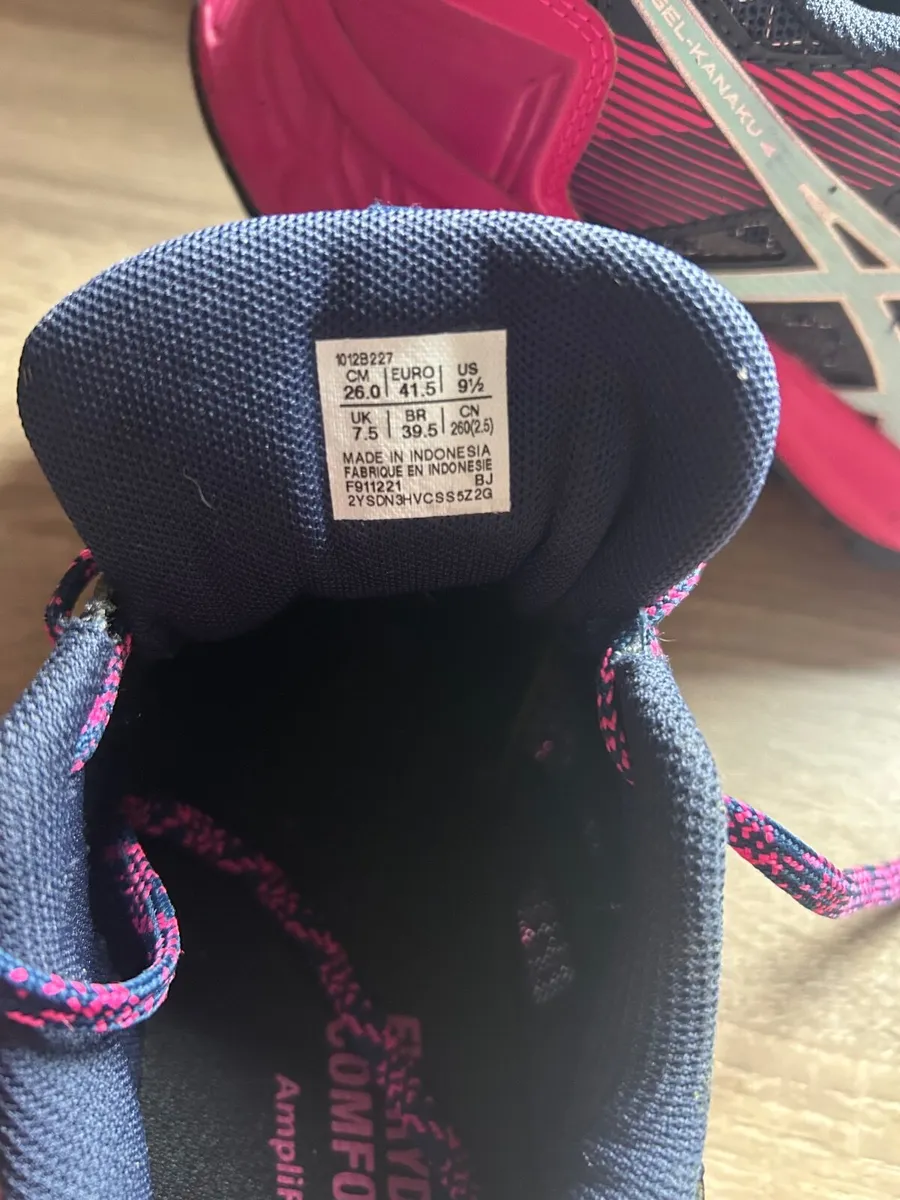 GEL-KANAKU
1012B227
CM EURO US
26.0 41.5 9½
UK BR CN
7.5 39.5 260(2.5)
MADE IN INDONESIA
FABRIQUE EN INDONESIE
F911221 BJ
2YSDN3HVCSS5Z2G